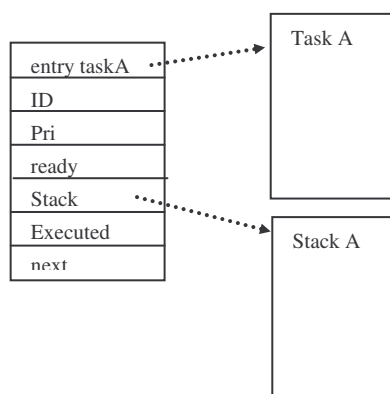 entry taskA
ID
Pri
ready
Stack
Executed
next
Task A
Stack A